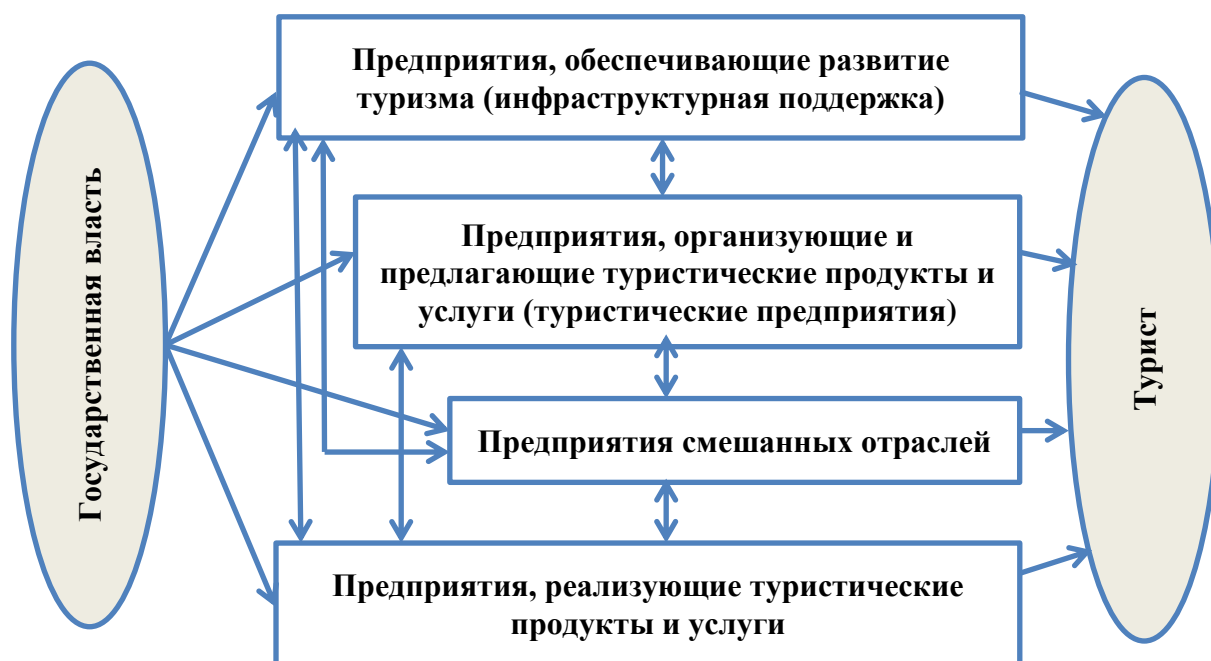 Государственная власть
Предприятия, обеспечивающие развитие
туризма (инфраструктурная поддержка)
Предприятия, организующие и
предлагающие туристические продукты и
услуги (туристические предприятия)
Предприятия смешанных отраслей
Предприятия, реализующие туристические
продукты и услуги
Турист